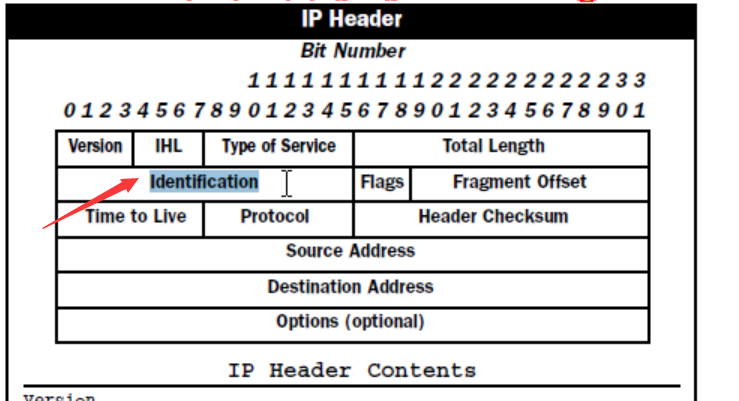 IP Header
Bit Number
1 1 1 1 1 1 1 1 1 1 2 2 2 2 2 2 2 2 2 2 3 3
0 1 2 3 4 5 6 7 8 9 0 1 2 3 4 5 6 7 8 9 0 1 2 3 4 5 6 7 8 9 0 1
Version IHL Type of Service Total Length
Identification Flags Fragment Offset
Time to Live Protocol Header Checksum
Source Address
Destination Address
Options (optional)
IP Header Contents
Version